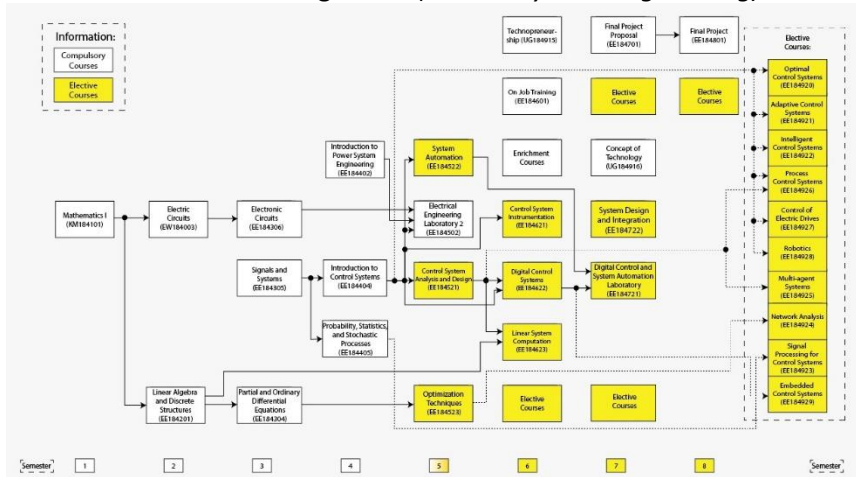 Information:
Compulsory
Courses
Elective
Courses
Technopreneur-
ship (UG184915)
Final Project
Proposal
(EE184701)
Final Project
(EE184801)
Elective
Courses:
On Job Training
(EE184601)
Elective
Courses
Elective
Courses
Optimal
Control Systems
(EE184920)
Adaptive Control
Systems
(EE184921)
Introduction to
Power System
Engineering
(EE184402)
System
Automation
(EE184522)
Enrichment
Courses
Concept of
Technology
(UG184916)
Intelligent
Control Systems
(EE184922)
Process
Control Systems
(EE184926)
Mathematics I
(KM184101)
Electric
Circuits
(EW184003)
Electronic
Circuits
(EE184306)
Electrical
Engineering
Laboratory 2
(EE184502)
Control System
Instrumentation
(EE184621)
System Design
and Integration
(EE184722)
Control of
Electric Drives
(EE184927)
Robotics
(EE184928)
Signals and
Systems
(EE184305)
Introduction to
Control Systems
(EE184404)
Control System
Analysis and Design
(EE184521)
Digital Control
Systems
(EE184622)
Digital Control and
System Automation
Laboratory
(EE184721)
Multi-agent
Systems
(EE184925)
Probability, Statistics,
and Stochastic
Processes
(EE184405)
Linear System
Computation
(EE184623)
Network Analysis
(EE184924)
Signal
Processing for
Control Systems
(EE184923)
Linear Algebra
and Discrete
Structures
(EE184201)
Partial and Ordinary
Differential
Equations
(EE184304)
Optimization
Techniques
(EE184523)
Elective
Courses
Elective
Courses
Embedded
Control Systems
(EE184929)
Semester 1 2 3 4 5 6 7 8 Semester